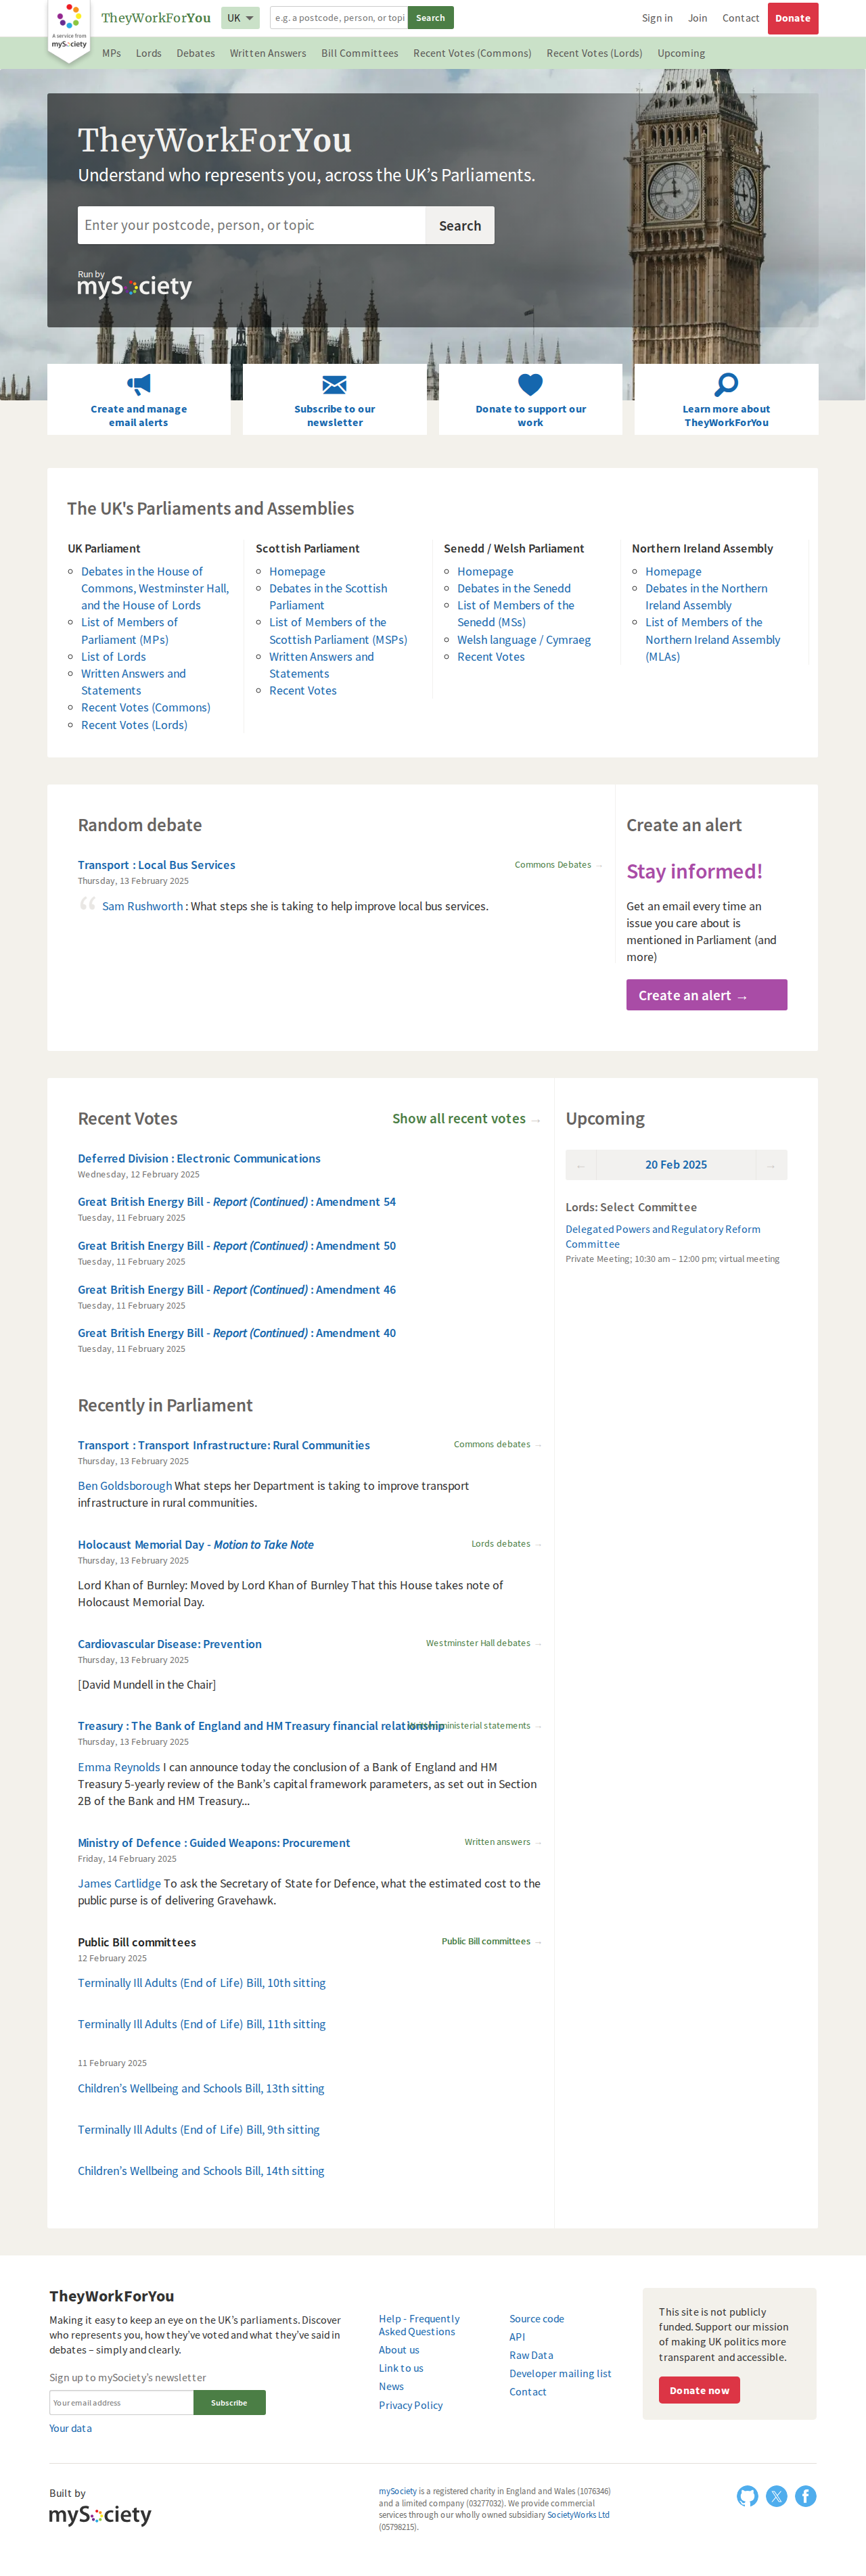 A service from
mySociety
TheyWorkForYou
UK
e.g. a postcode, person, or topi
Search
Sign in
Join
Contact
Donate
MPs
Lords
Debates
Written Answers
Bill Committees
Recent Votes (Commons)
Recent Votes (Lords)
Upcoming
TheyWorkForYou
Understand who represents you, across the UK’s Parliaments.
Enter your postcode, person, or topic
Search
Run by
mySociety
Create and manage
email alerts
Subscribe to our
newsletter
Donate to support our
work
Learn more about
TheyWorkForYou
The UK's Parliaments and Assemblies
UK Parliament
Debates in the House of
Commons, Westminster Hall,
and the House of Lords
List of Members of
Parliament (MPs)
List of Lords
Written Answers and
Statements
Recent Votes (Commons)
Recent Votes (Lords)
Scottish Parliament
Homepage
Debates in the Scottish
Parliament
List of Members of the
Scottish Parliament (MSPs)
Written Answers and
Statements
Recent Votes
Senedd / Welsh Parliament
Homepage
Debates in the Senedd
List of Members of the
Senedd (MSs)
Welsh language / Cymraeg
Recent Votes
Northern Ireland Assembly
Homepage
Debates in the Northern
Ireland Assembly
List of Members of the
Northern Ireland Assembly
(MLAs)
Random debate
Transport : Local Bus Services
Commons Debates →
Thursday, 13 February 2025
“ Sam Rushworth : What steps she is taking to help improve local bus services.
Create an alert
Stay informed!
Get an email every time an
issue you care about is
mentioned in Parliament (and
more)
Create an alert →
Recent Votes
Show all recent votes →
Deferred Division : Electronic Communications
Wednesday, 12 February 2025
Great British Energy Bill - Report (Continued) : Amendment 54
Tuesday, 11 February 2025
Great British Energy Bill - Report (Continued) : Amendment 50
Tuesday, 11 February 2025
Great British Energy Bill - Report (Continued) : Amendment 46
Tuesday, 11 February 2025
Great British Energy Bill - Report (Continued) : Amendment 40
Tuesday, 11 February 2025
Upcoming
← 20 Feb 2025 →
Lords: Select Committee
Delegated Powers and Regulatory Reform
Committee
Private Meeting; 10:30 am – 12:00 pm; virtual meeting
Recently in Parliament
Transport : Transport Infrastructure: Rural Communities
Commons debates →
Thursday, 13 February 2025
Ben Goldsborough What steps her Department is taking to improve transport
infrastructure in rural communities.
Holocaust Memorial Day - Motion to Take Note
Lords debates →
Thursday, 13 February 2025
Lord Khan of Burnley: Moved by Lord Khan of Burnley That this House takes note of
Holocaust Memorial Day.
Cardiovascular Disease: Prevention
Westminster Hall debates →
Thursday, 13 February 2025
[David Mundell in the Chair]
Treasury : The Bank of England and HM Treasury financial relationship
ministerial statements →
Thursday, 13 February 2025
Emma Reynolds I can announce today the conclusion of a Bank of England and HM
Treasury 5-yearly review of the Bank’s capital framework parameters, as set out in Section
2B of the Bank and HM Treasury...
Ministry of Defence : Guided Weapons: Procurement
Written answers →
Friday, 14 February 2025
James Cartlidge To ask the Secretary of State for Defence, what the estimated cost to the
public purse is of delivering Gravehawk.
Public Bill committees
Public Bill committees →
12 February 2025
Terminally Ill Adults (End of Life) Bill, 10th sitting
Terminally Ill Adults (End of Life) Bill, 11th sitting
11 February 2025
Children’s Wellbeing and Schools Bill, 13th sitting
Terminally Ill Adults (End of Life) Bill, 9th sitting
Children’s Wellbeing and Schools Bill, 14th sitting
TheyWorkForYou
Making it easy to keep an eye on the UK’s parliaments. Discover
who represents you, how they’ve voted and what they’ve said in
debates – simply and clearly.
Sign up to mySociety’s newsletter
Your email address
Subscribe
Your data
Help - Frequently
Asked Questions
About us
Link to us
News
Privacy Policy
Source code
API
Raw Data
Developer mailing list
Contact
This site is not publicly
funded. Support our mission
of making UK politics more
transparent and accessible.
Donate now
Built by
mySociety
mySociety is a registered charity in England and Wales (1076346)
and a limited company (03277032). We provide commercial
services through our wholly owned subsidiary SocietyWorks Ltd
(05798215).